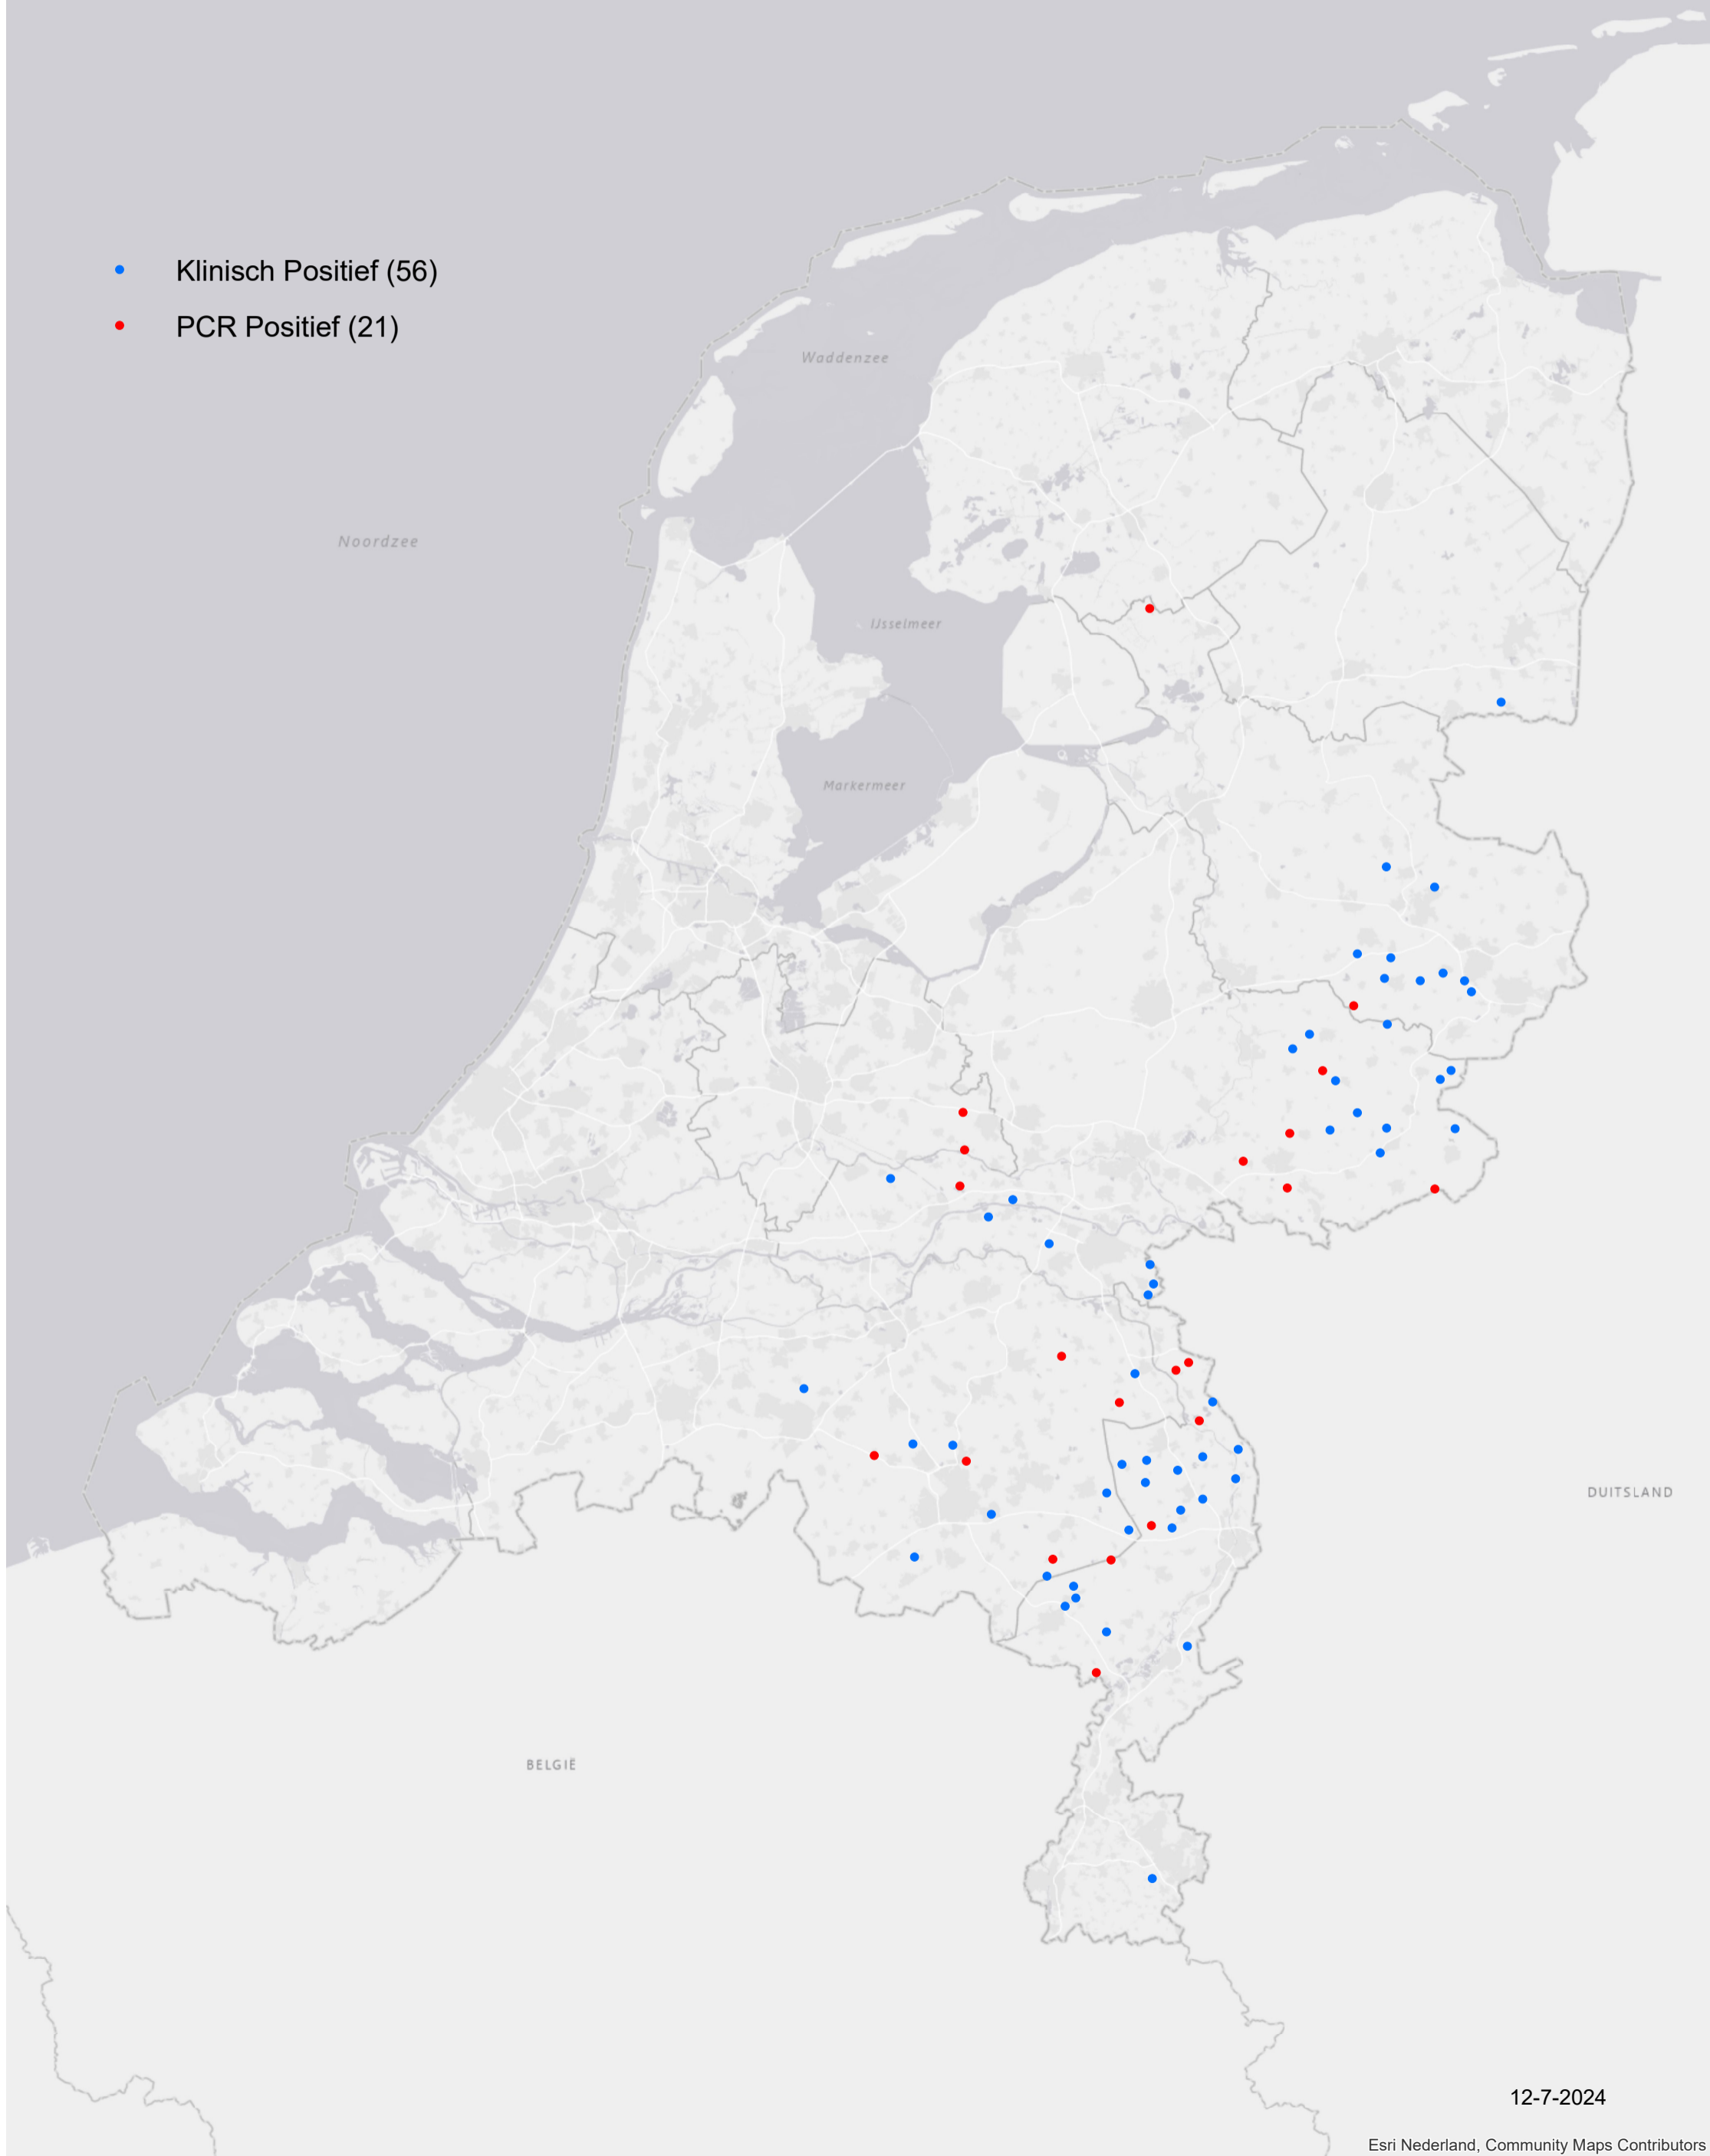 Klinisch Positief (56)
PCR Positief (21)
Waddenzee
Noordzee
IJsselmeer
Markermeer
DUITSLAND
BELGIË
12-7-2024
Esri Nederland, Community Maps Contributors